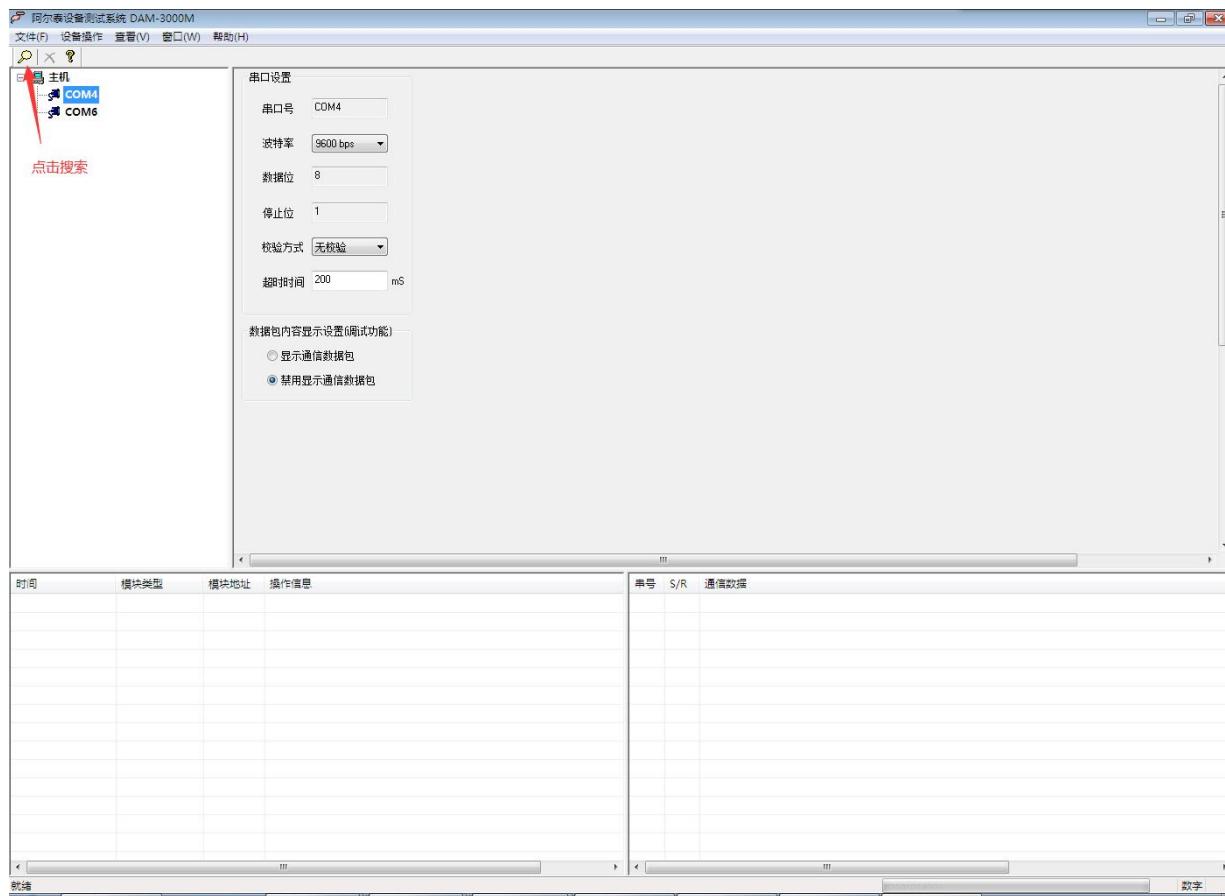 阿尔泰设备测试系统 DAM-3000M
文件(F) 设备操作 查看(V) 窗口(W) 帮助(H)
主机
COM4
COM6
点击搜索
串口设置
串口号 COM4
波特率 9600 bps
数据位 8
停止位 1
校验方式 无校验
超时时间 200 mS
数据包内容显示设置(调试功能)
显示通信数据包
禁用显示通信数据包
时间 模块类型 模块地址 操作信息
串号 S/R 通信数据
就绪 数字